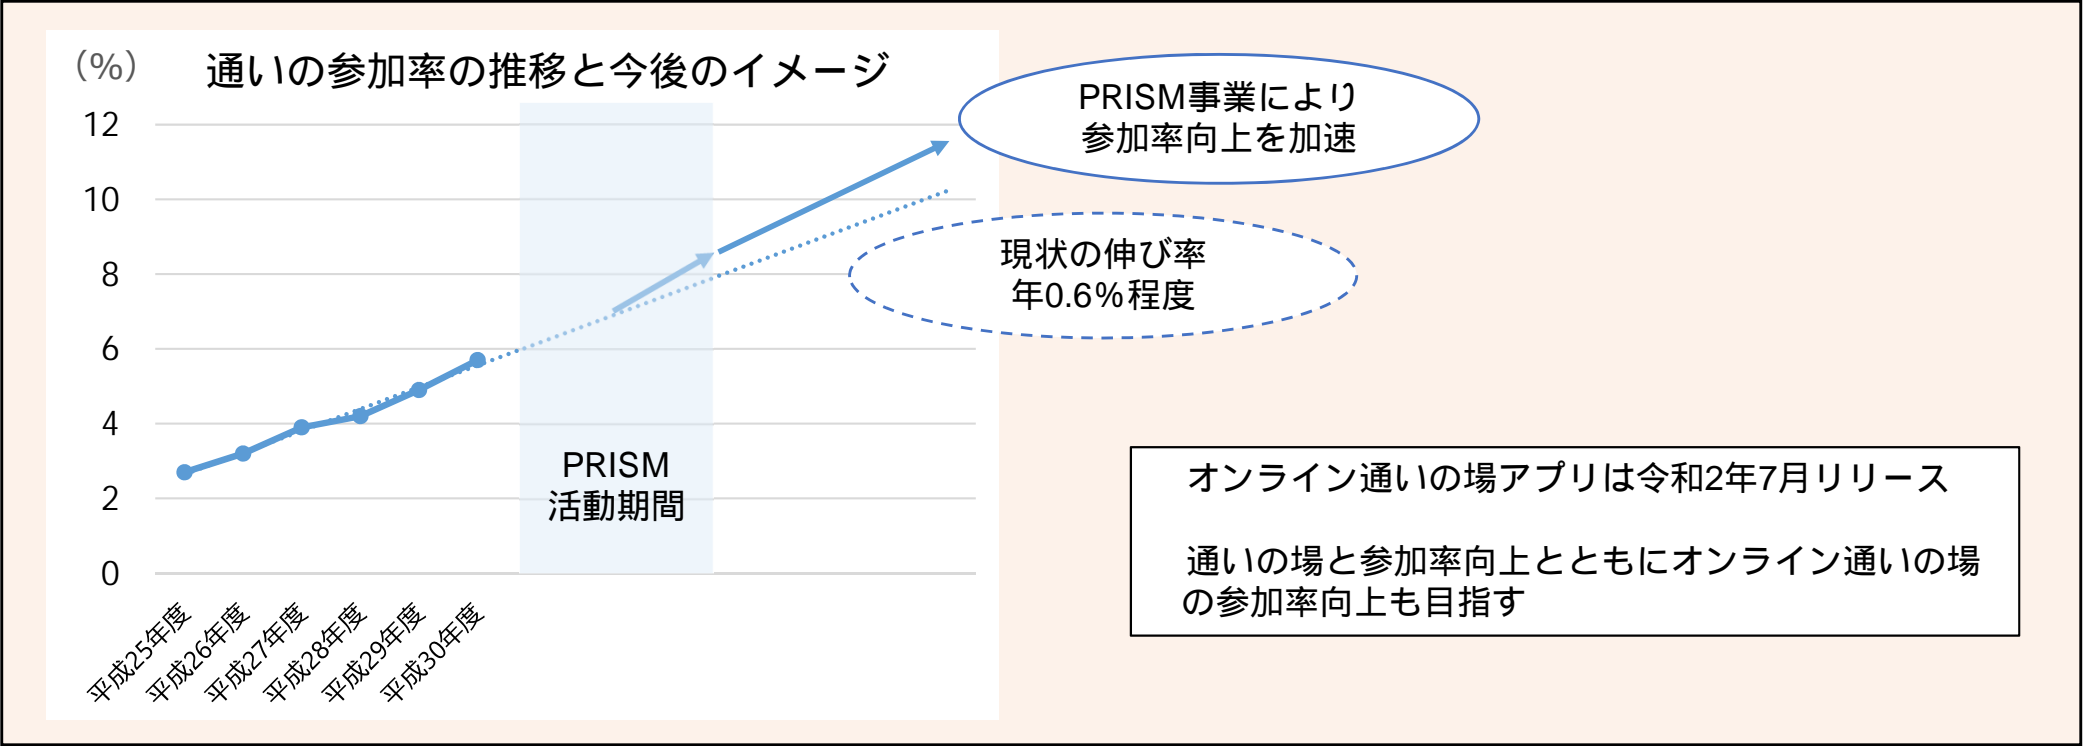 (%)
通いの参加率の推移と今後のイメージ
12
10
8
6
4
2
0
平成25年度
平成26年度
平成27年度
平成28年度
平成29年度
平成30年度
PRISM
活動期間
PRISM事業により
参加率向上を加速
現状の伸び率
年0.6%程度
オンライン通いの場アプリは令和2年7月リリース
通いの場と参加率向上とともにオンライン通いの場
の参加率向上も目指す